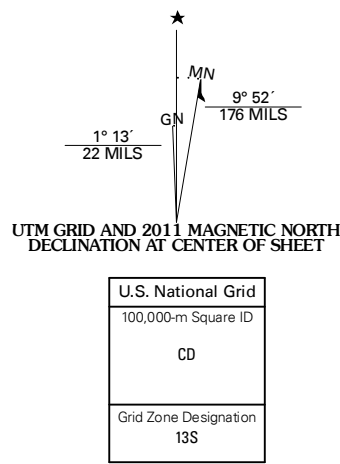 MN
9° 52´
176 MILS
GN
1° 13´
22 MILS
UTM GRID AND 2011 MAGNETIC NORTH
DECLINATION AT CENTER OF SHEET
U.S. National Grid
100,000-m Square ID
CD
Grid Zone Designation
13S